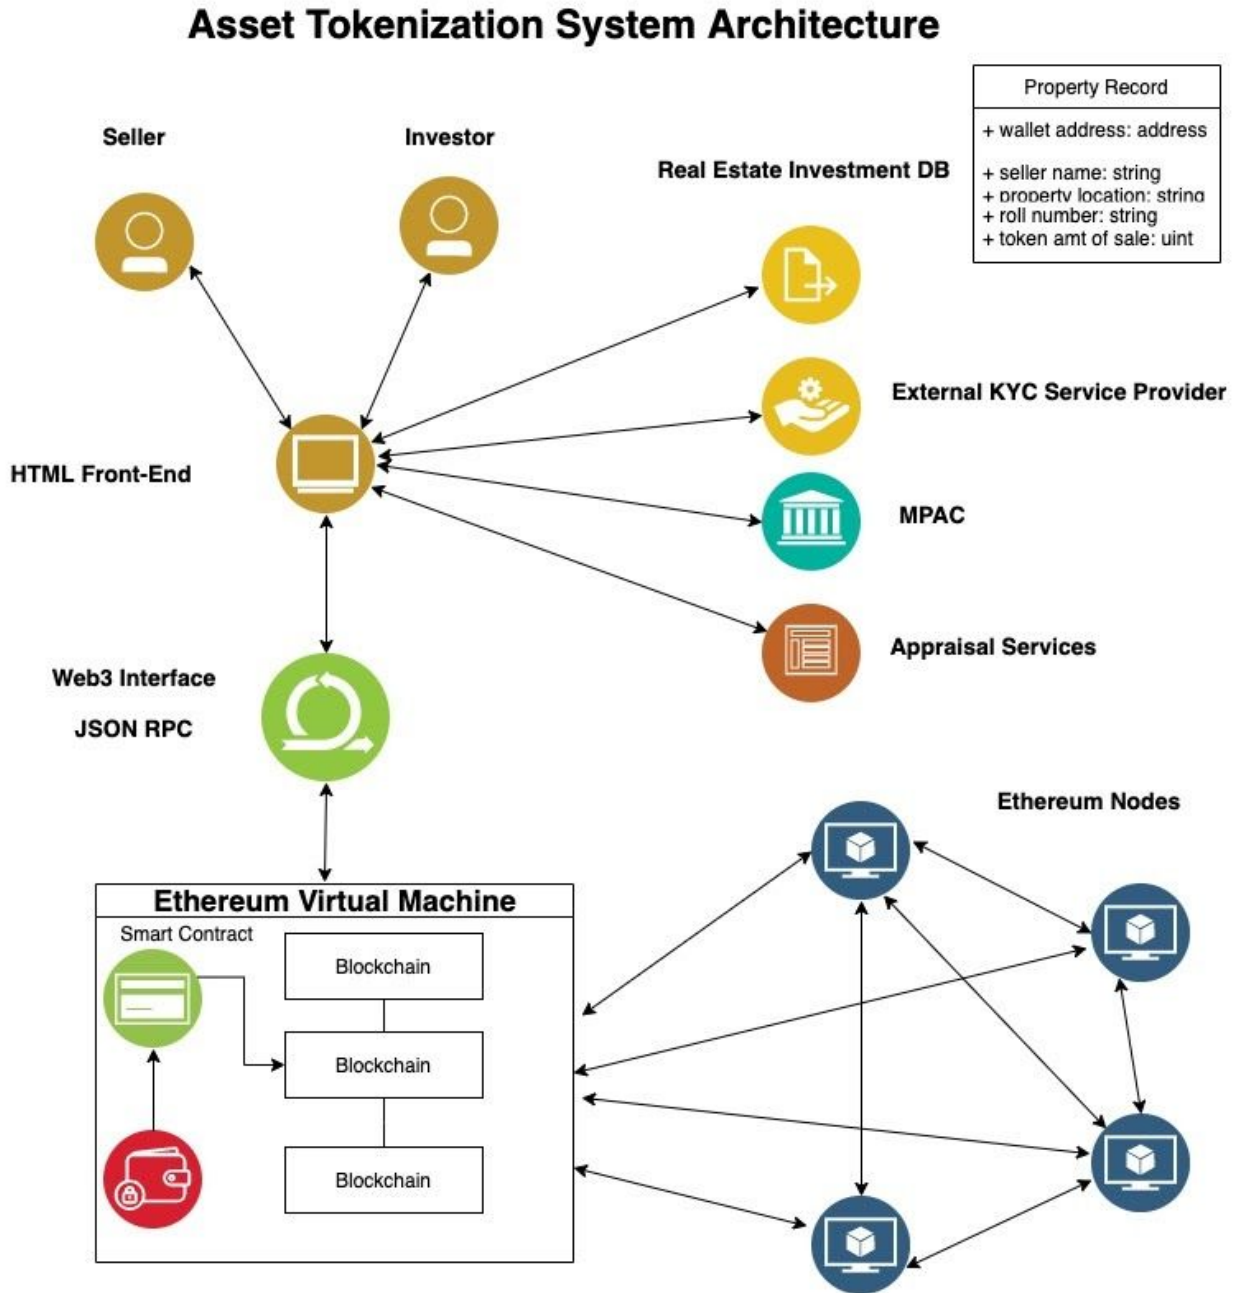 Asset Tokenization System Architecture
Property Record
+ wallet address: address
+ seller name: string
+ property location: string
+ roll number: string
+ token amt of sale: uint
Seller
Investor
Real Estate Investment DB
External KYC Service Provider
HTML Front-End
MPAC
Appraisal Services
Web3 Interface
JSON RPC
Ethereum Nodes
Ethereum Virtual Machine
Smart Contract
Blockchain
Blockchain
Blockchain